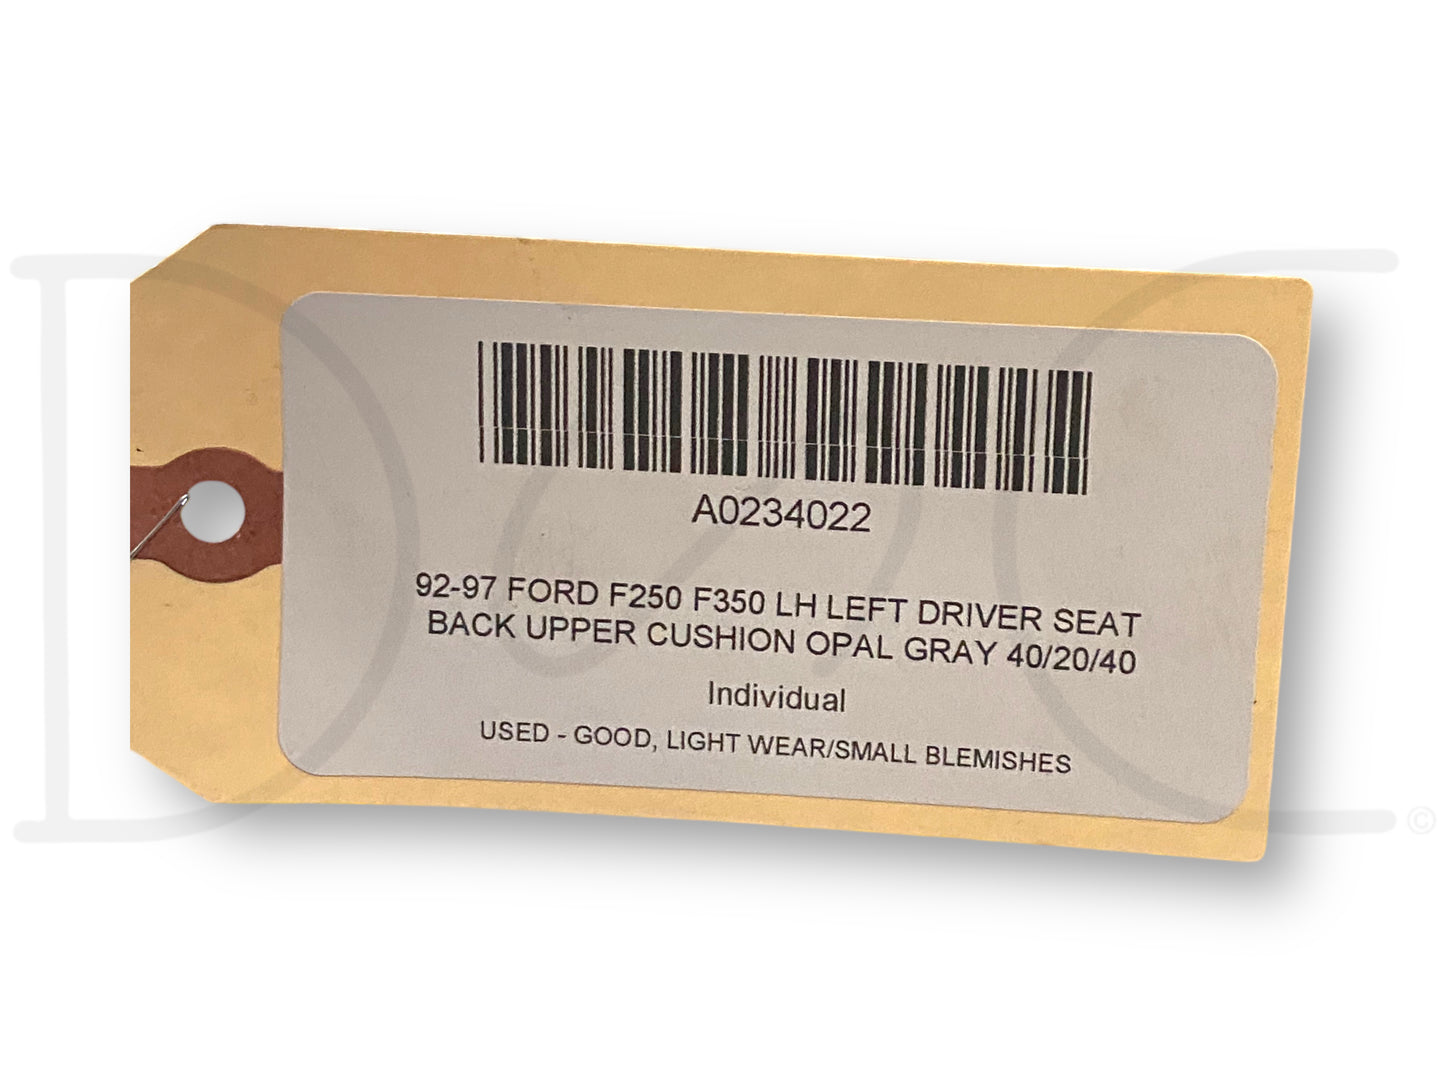 A0234022
92-97 FORD F250 F350 LH LEFT DRIVER SEAT
BACK UPPER CUSHION OPAL GRAY 40/20/40
Individual
USED - GOOD, LIGHT WEAR/SMALL BLEMISHES
D C
©